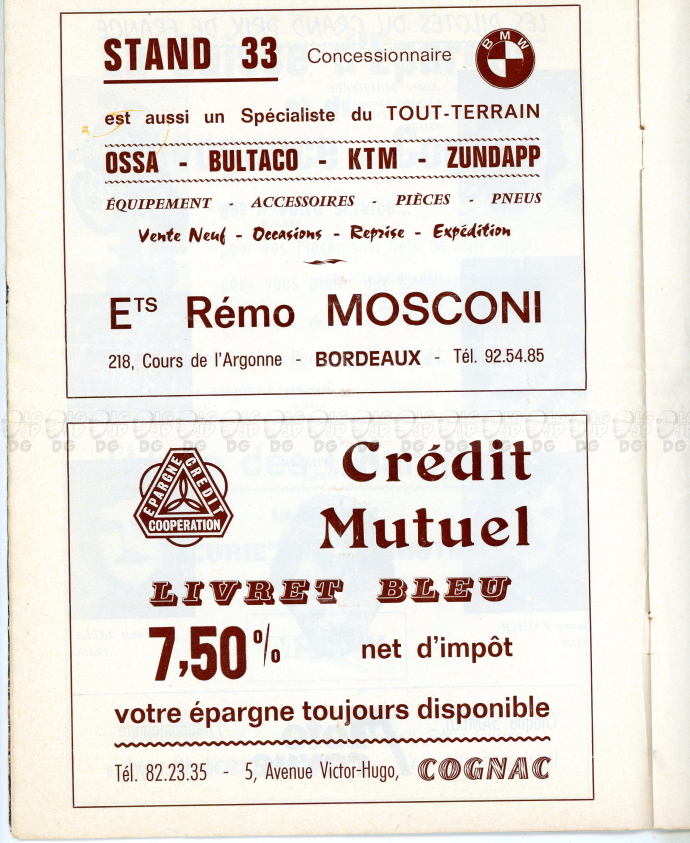 STAND 33 Concessionnaire BMW
est aussi un Spécialiste du TOUT-TERRAIN
OSSA - BULTACO - KTM - ZUNDAPP
ÉQUIPEMENT - ACCESSOIRES - PIÈCES - PNEUS
Vente Neuf - Occasions - Reprise - Expédition
ETS Rémo MOSCONI
218, Cours de l'Argonne - BORDEAUX - Tél. 92.54.85
ÉPARGNE CRÉDIT
COOPÉRATION
Crédit
Mutuel
LIVRET BLEU
7,50% net d'impôt
votre épargne toujours disponible
Tél. 82.23.35 - 5, Avenue Victor-Hugo, COGNAC